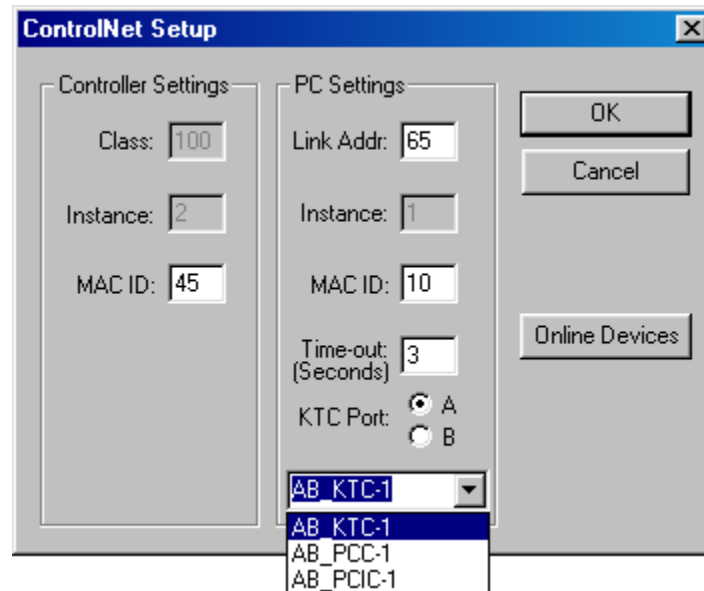 ControlNet Setup
Controller Settings
Class: 100
Instance: 2
MAC ID: 45
PC Settings
Link Addr: 65
Instance: 1
MAC ID: 10
Time-out: 3
(Seconds)
KTC Port: A
B
AB_KTC-1
AB_KTC-1
AB_PCC-1
AB_PCIC-1
OK
Cancel
Online Devices